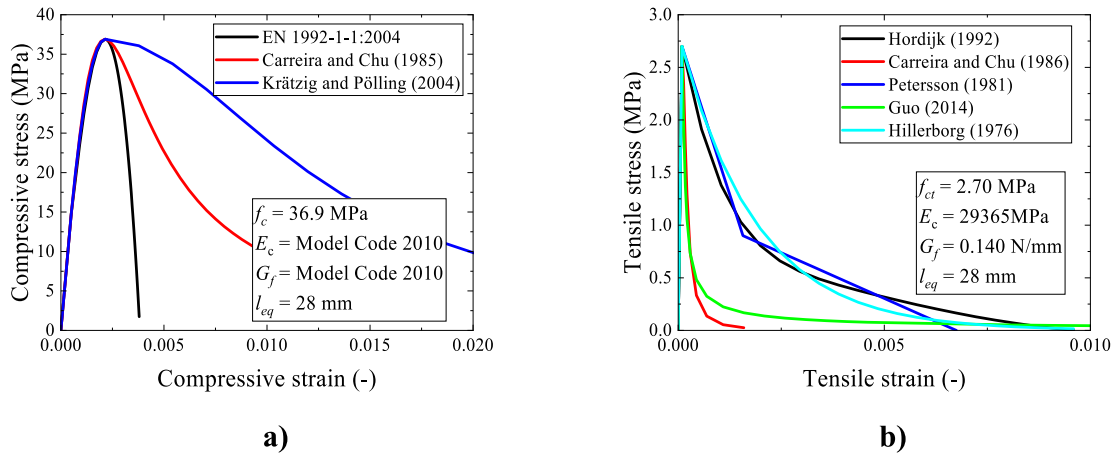 40
35
30
25
20
15
10
5
0
Compressive stress (MPa)
EN 1992-1-1:2004
Carreira and Chu (1985)
Krätzig and Pölling (2004)
f_c = 36.9 MPa
E_c = Model Code 2010
G_f = Model Code 2010
l_eq = 28 mm
0.000 0.005 0.010 0.015 0.020
Compressive strain (-)
a)
3.0
2.5
2.0
1.5
1.0
0.5
0.0
Tensile stress (MPa)
Hordijk (1992)
Carreira and Chu (1986)
Petersson (1981)
Guo (2014)
Hillerborg (1976)
f_ct = 2.70 MPa
E_c = 29365MPa
G_f = 0.140 N/mm
l_eq = 28 mm
0.000 0.005 0.010
Tensile strain (-)
b)